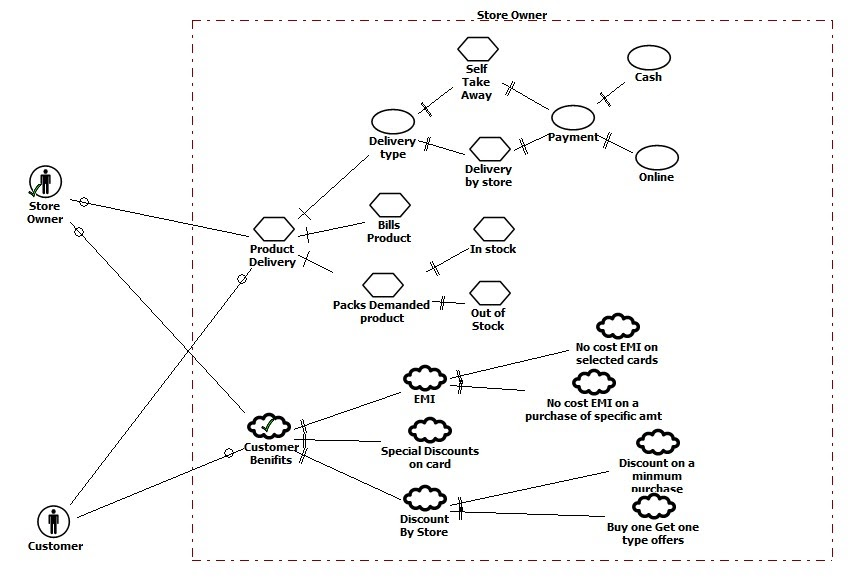 Store Owner
Self
Take
Away
Cash
Delivery
type
Payment
Delivery
by store
Online
Store
Owner
Bills
Product
Product
Delivery
In stock
Packs Demanded
product
Out of
Stock
No cost EMI on
selected cards
EMI
No cost EMI on a
purchase of specific amt
Customer
Benifits
Special Discounts
on card
Discount on a
minmum
purchase
Discount
By Store
Buy one Get one
type offers
Customer